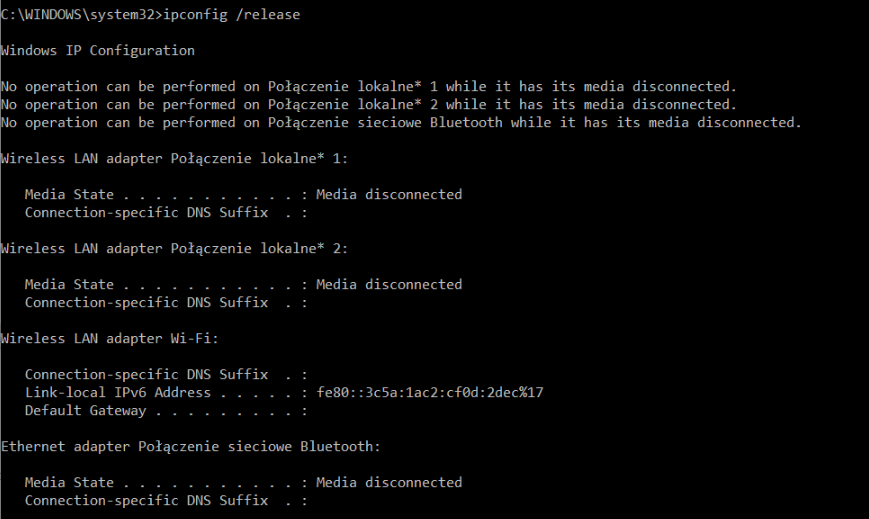 C:\WINDOWS\system32>ipconfig /release
Windows IP Configuration
No operation can be performed on Połączenie lokalne* 1 while it has its media disconnected.
No operation can be performed on Połączenie lokalne* 2 while it has its media disconnected.
No operation can be performed on Połączenie sieciowe Bluetooth while it has its media disconnected.
Wireless LAN adapter Połączenie lokalne* 1:
   Media State . . . . . . . . . . . : Media disconnected
   Connection-specific DNS Suffix  . :
Wireless LAN adapter Połączenie lokalne* 2:
   Media State . . . . . . . . . . . : Media disconnected
   Connection-specific DNS Suffix  . :
Wireless LAN adapter Wi-Fi:
   Connection-specific DNS Suffix  . :
   Link-local IPv6 Address . . . . . : fe80::3c5a:1ac2:cf0d:2dec%17
   Default Gateway . . . . . . . . . :
Ethernet adapter Połączenie sieciowe Bluetooth:
   Media State . . . . . . . . . . . : Media disconnected
   Connection-specific DNS Suffix  . :